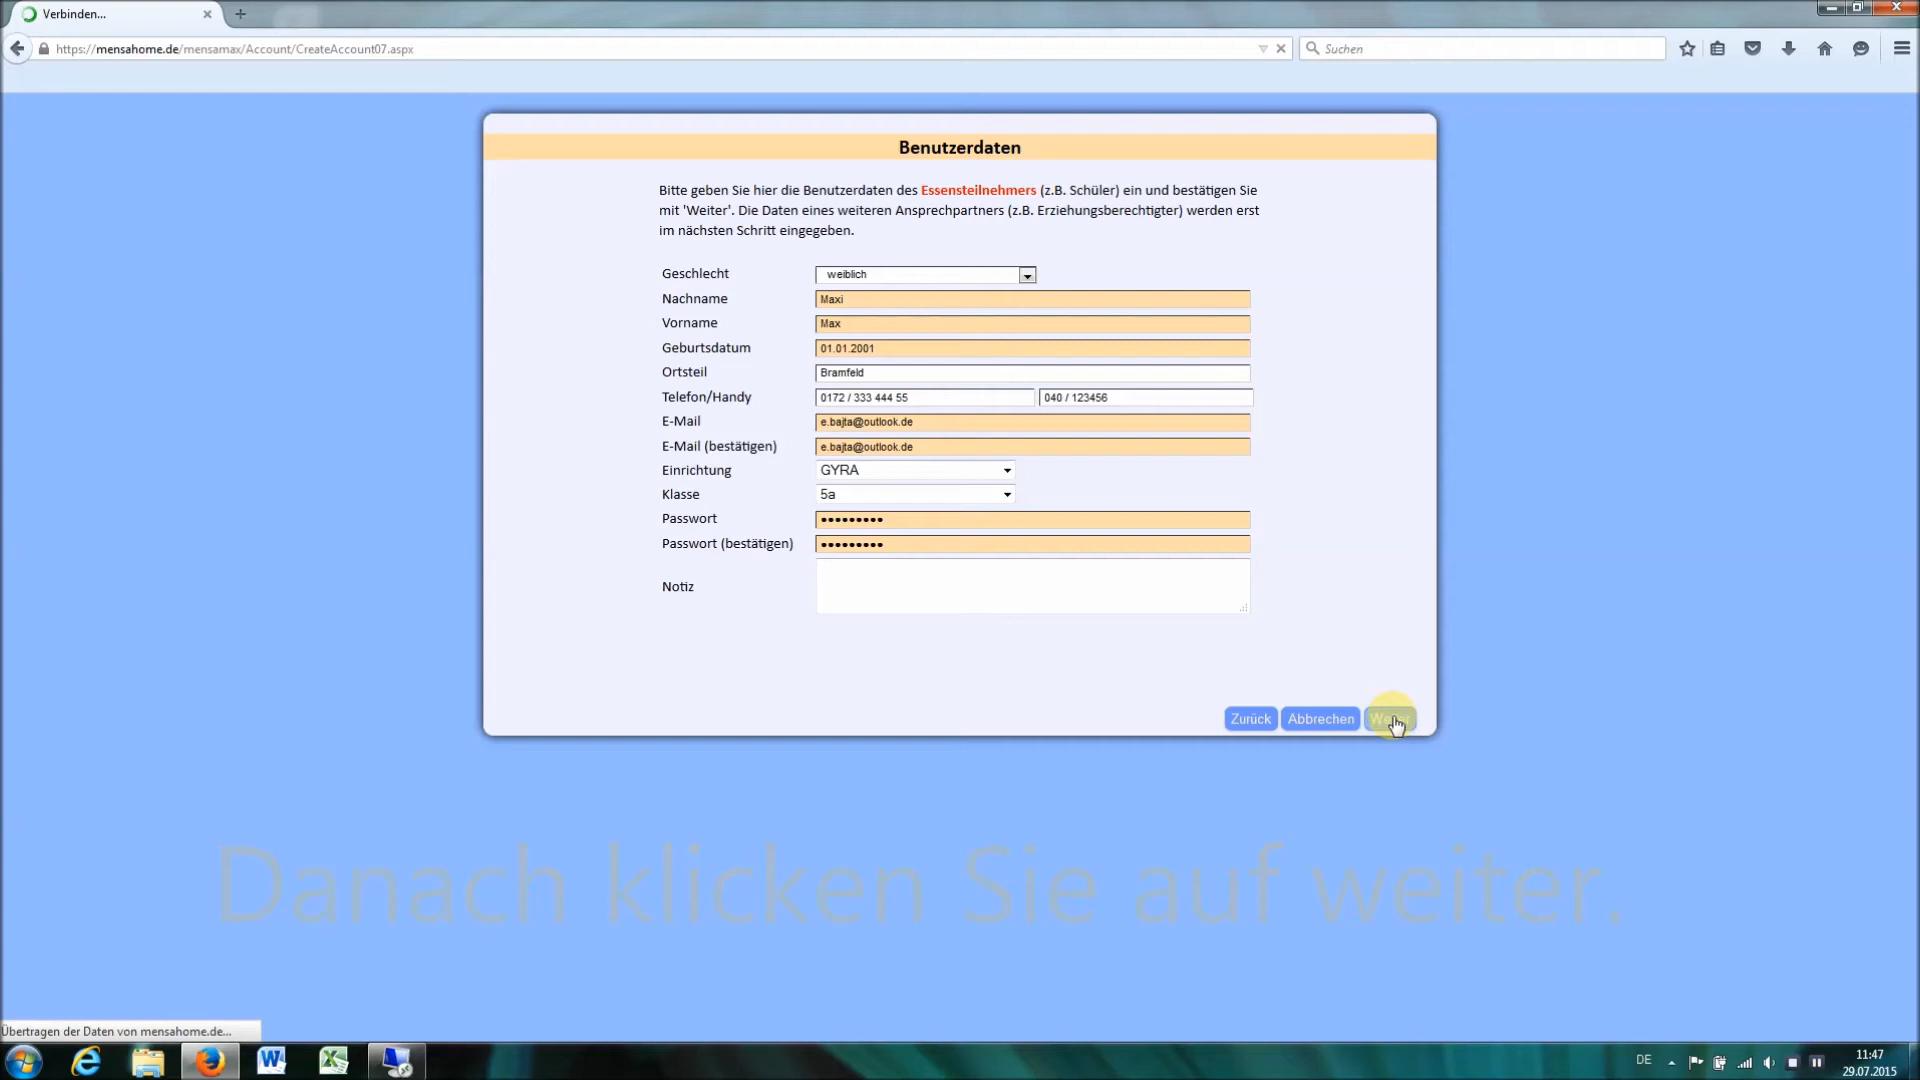 Verbinden...
https://mensahome.de/mensamax/Account/CreateAccount07.aspx
Suchen
Benutzerdaten
Bitte geben Sie hier die Benutzerdaten des Essensteilnehmers (z.B. Schüler) ein und bestätigen Sie
mit 'Weiter'. Die Daten eines weiteren Ansprechpartners (z.B. Erziehungsberechtigter) werden erst
im nächsten Schritt eingegeben.
Geschlecht weiblich
Nachname Maxi
Vorname Max
Geburtsdatum 01.01.2001
Ortsteil Bramfeld
Telefon/Handy 0172 / 333 444 55 040 / 123456
E-Mail e.bajta@outlook.de
E-Mail (bestätigen) e.bajta@outlook.de
Einrichtung GYRA
Klasse 5a
Passwort •••••••••
Passwort (bestätigen) •••••••••
Notiz
Zurück Abbrechen Weiter
Danach klicken Sie auf weiter.
Übertragen der Daten von mensahome.de...
DE 11:47
29.07.2015